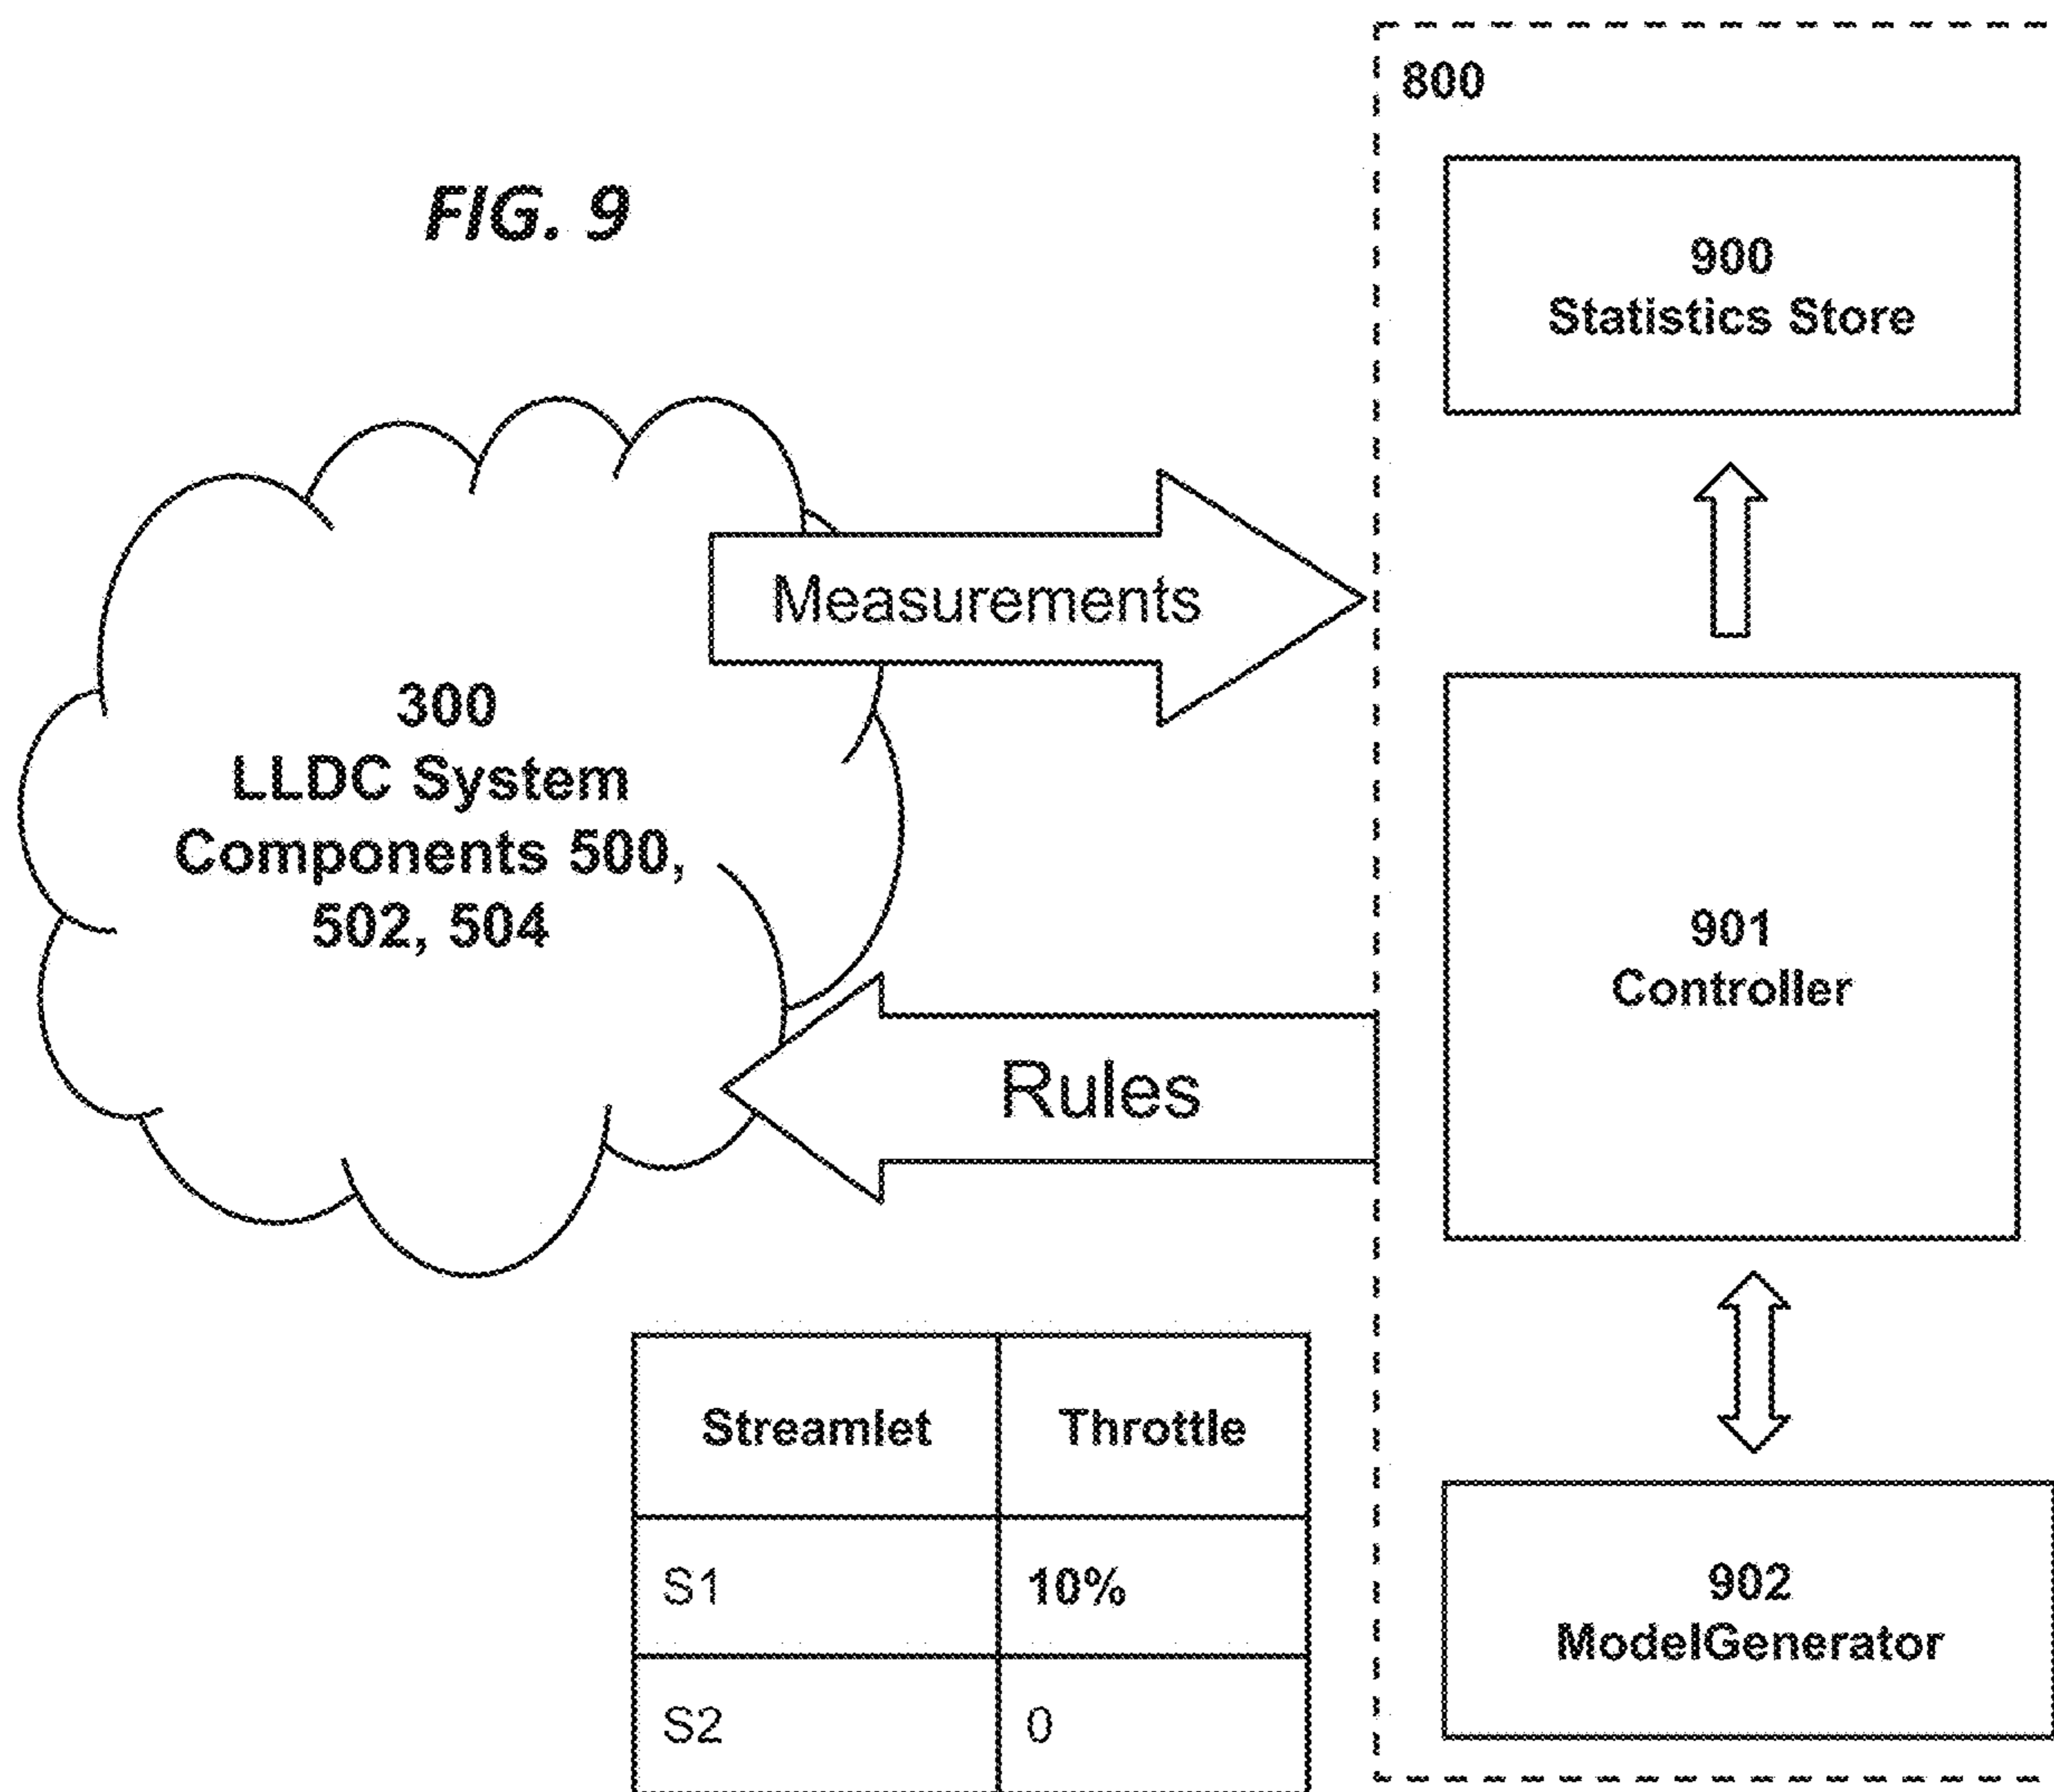 FIG. 9
800
900
Statistics Store
Measurements
300
LLDC System
Components 500,
502, 504
901
Controller
Rules
Streamlet Throttle
S1 10%
S2 0
902
ModelGenerator